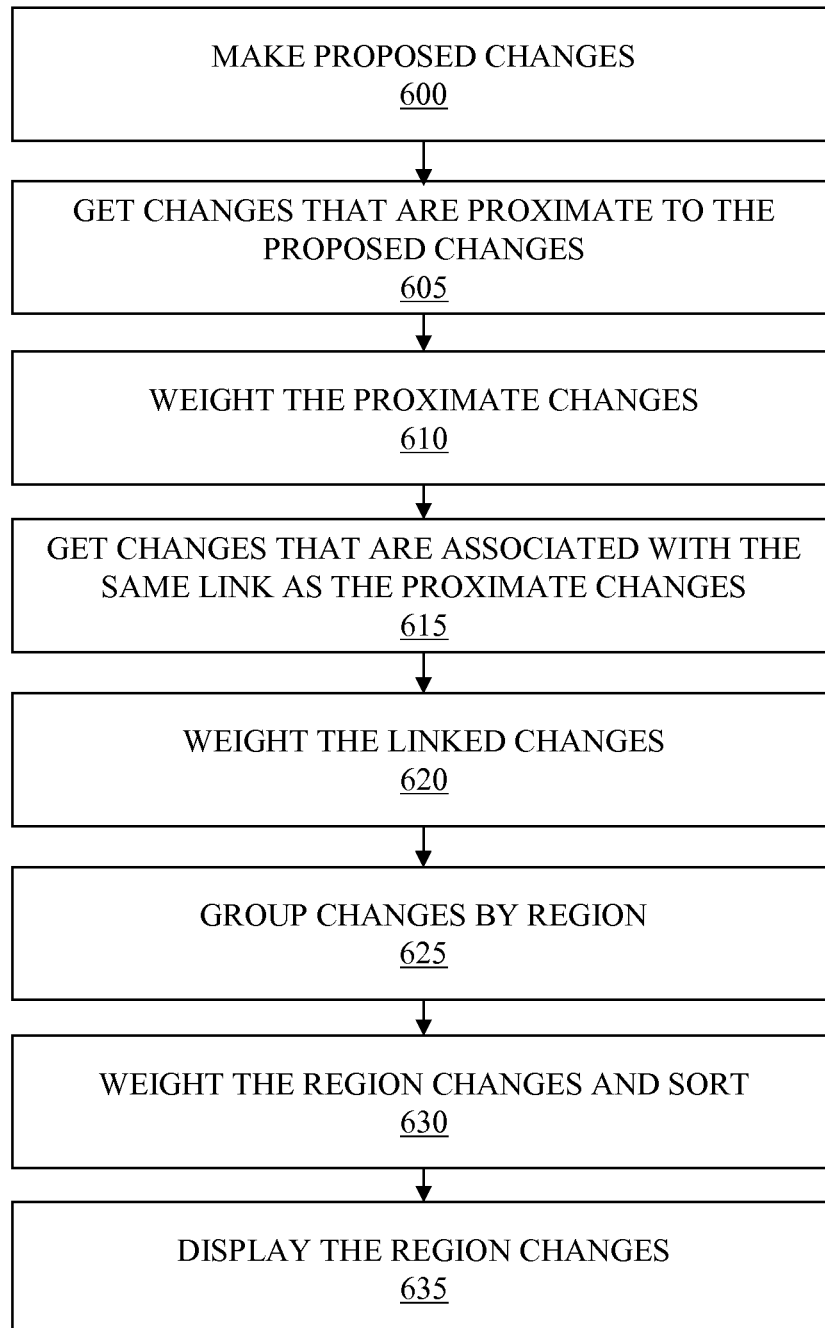 MAKE PROPOSED CHANGES
600
GET CHANGES THAT ARE PROXIMATE TO THE
PROPOSED CHANGES
605
WEIGHT THE PROXIMATE CHANGES
610
GET CHANGES THAT ARE ASSOCIATED WITH THE
SAME LINK AS THE PROXIMATE CHANGES
615
WEIGHT THE LINKED CHANGES
620
GROUP CHANGES BY REGION
625
WEIGHT THE REGION CHANGES AND SORT
630
DISPLAY THE REGION CHANGES
635